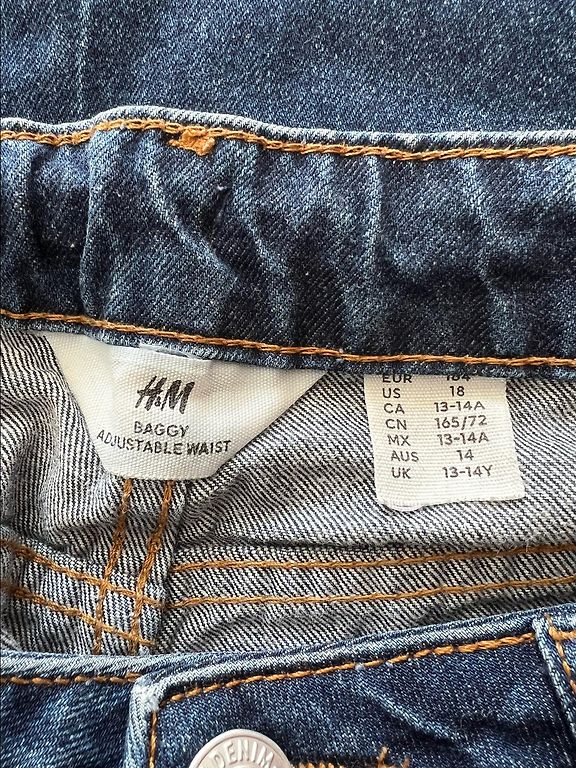 H&M
BAGGY
ADJUSTABLE WAIST
EUR 164
US 18
CA 13-14A
CN 165/72
MX 13-14A
AUS 14
UK 13-14Y
DENIM